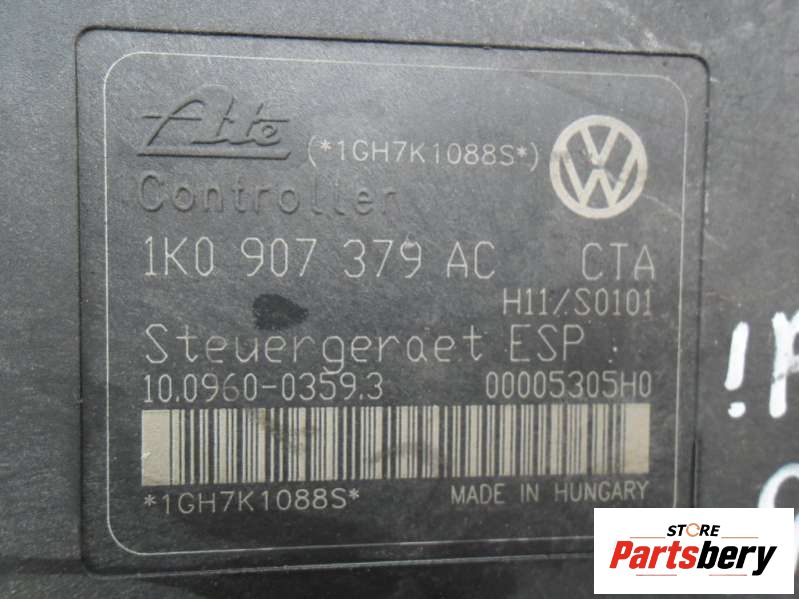 Ate (*1GH7K1088S*)
Controller
1K0 907 379 AC CTA
H11/S0101
Steuergeraet ESP
10.0960-0359.3 00005305H0
*1GH7K1088S* MADE IN HUNGARY
STORE
Partsbery